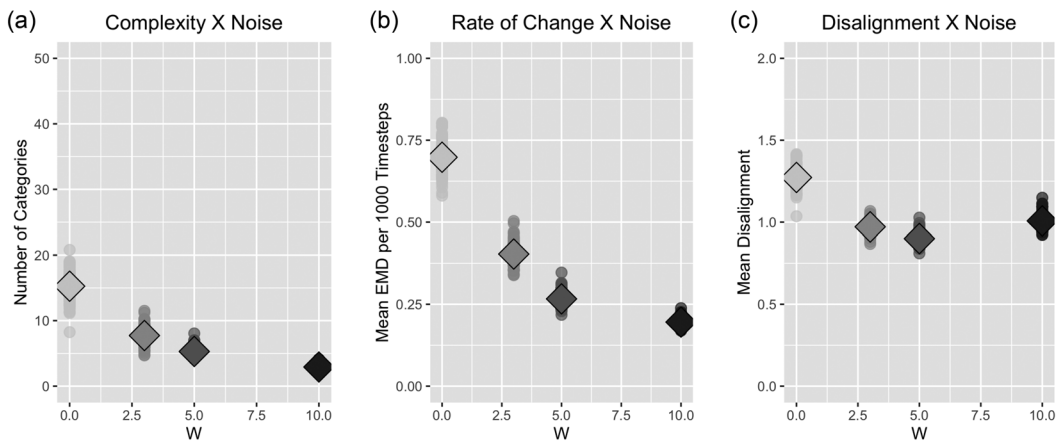 (a)
Complexity X Noise
Number of Categories
50
40
30
20
10
0
0.0 2.5 5.0 7.5 10.0
W
(b)
Rate of Change X Noise
Mean EMD per 1000 Timesteps
1.00
0.75
0.50
0.25
0.00
0.0 2.5 5.0 7.5 10.0
W
(c)
Disalignment X Noise
Mean Disalignment
2.0
1.5
1.0
0.5
0.0
0.0 2.5 5.0 7.5 10.0
W